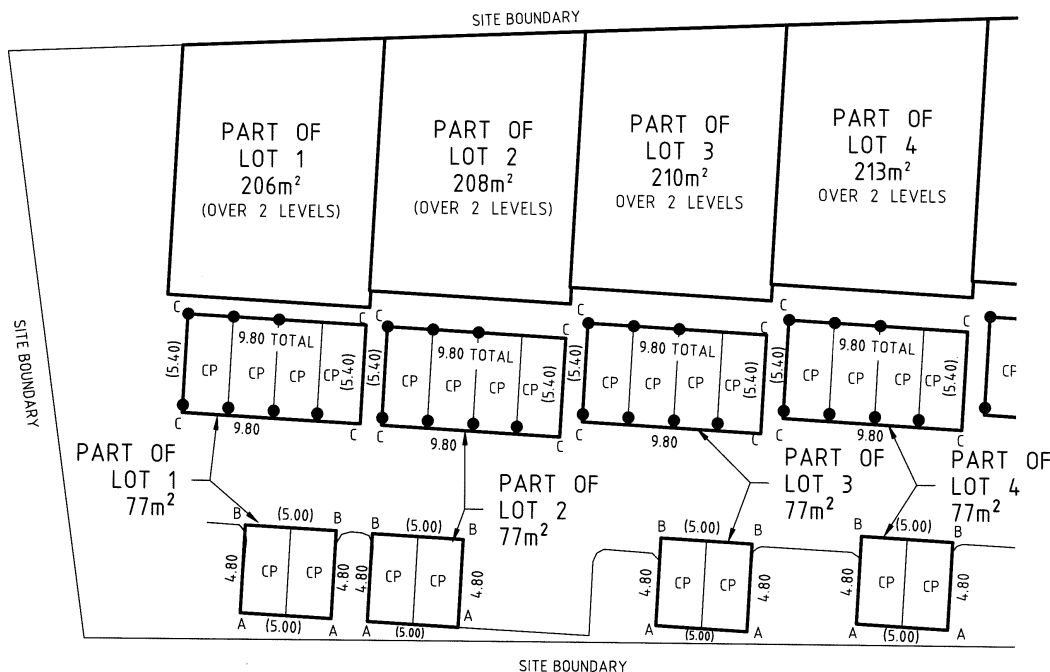 SITE BOUNDARY
PART OF
LOT 1
206m²
(OVER 2 LEVELS)
PART OF
LOT 2
208m²
(OVER 2 LEVELS)
PART OF
LOT 3
210m²
OVER 2 LEVELS
PART OF
LOT 4
213m²
OVER 2 LEVELS
SITE BOUNDARY
C
C
9.80 TOTAL
(5.40)
CP
CP
CP
CP
(5.40)
C
9.80
C
C
C
9.80 TOTAL
(5.40)
CP
CP
CP
CP
(5.40)
C
9.80
C
C
C
9.80 TOTAL
(5.40)
CP
CP
CP
CP
(5.40)
C
9.80
C
C
C
9.80 TOTAL
(5.40)
CP
CP
CP
CP
(5.40)
C
9.80
C
C
C
PART OF
LOT 1
77m²
PART OF
LOT 2
77m²
PART OF
LOT 3
77m²
PART OF
LOT 4
77m²
B
(5.00)
B
4.80
CP
CP
4.80
A
(5.00)
A
B
(5.00)
B
4.80
CP
CP
4.80
A
(5.00)
A
B
(5.00)
B
4.80
CP
CP
4.80
A
(5.00)
A
B
(5.00)
B
4.80
CP
CP
4.80
A
(5.00)
A
SITE BOUNDARY